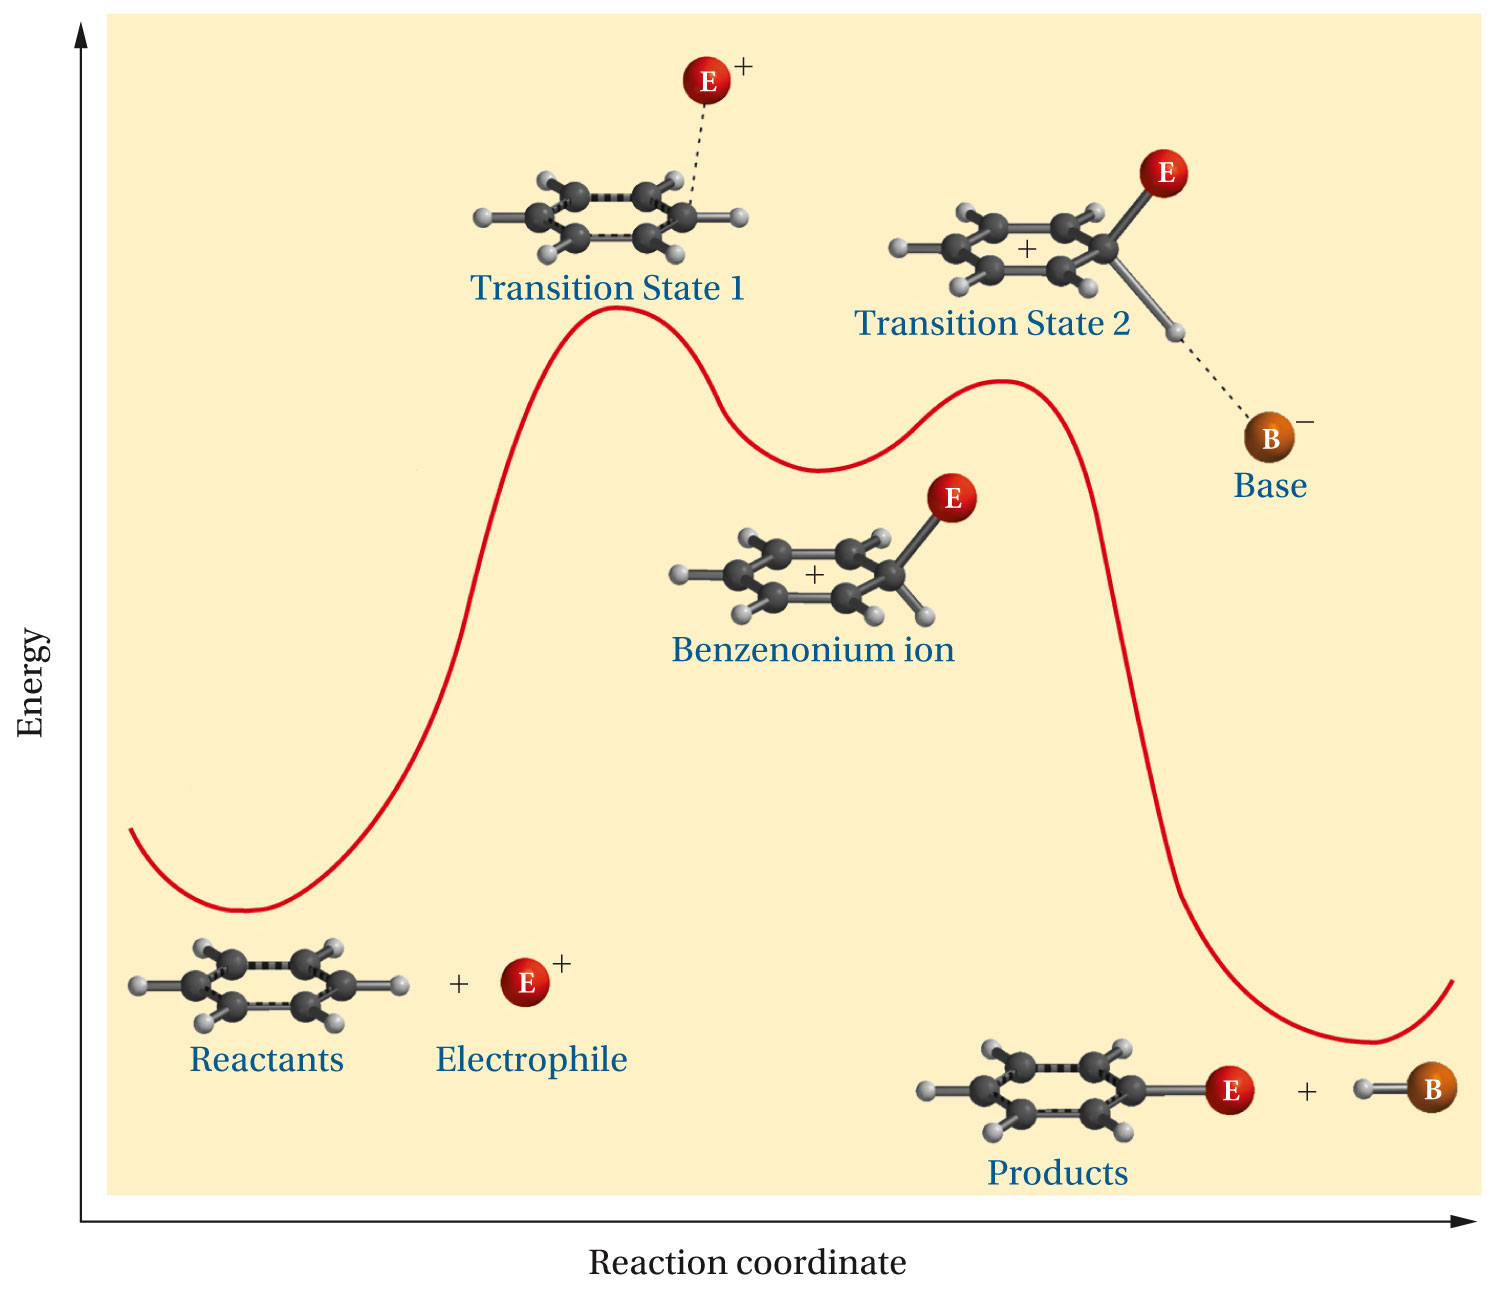 E +
Transition State 1
E
+
Transition State 2
B −
Base
E
+
Benzenonium ion
Energy
+ E +
Reactants Electrophile
E + B
Products
Reaction coordinate